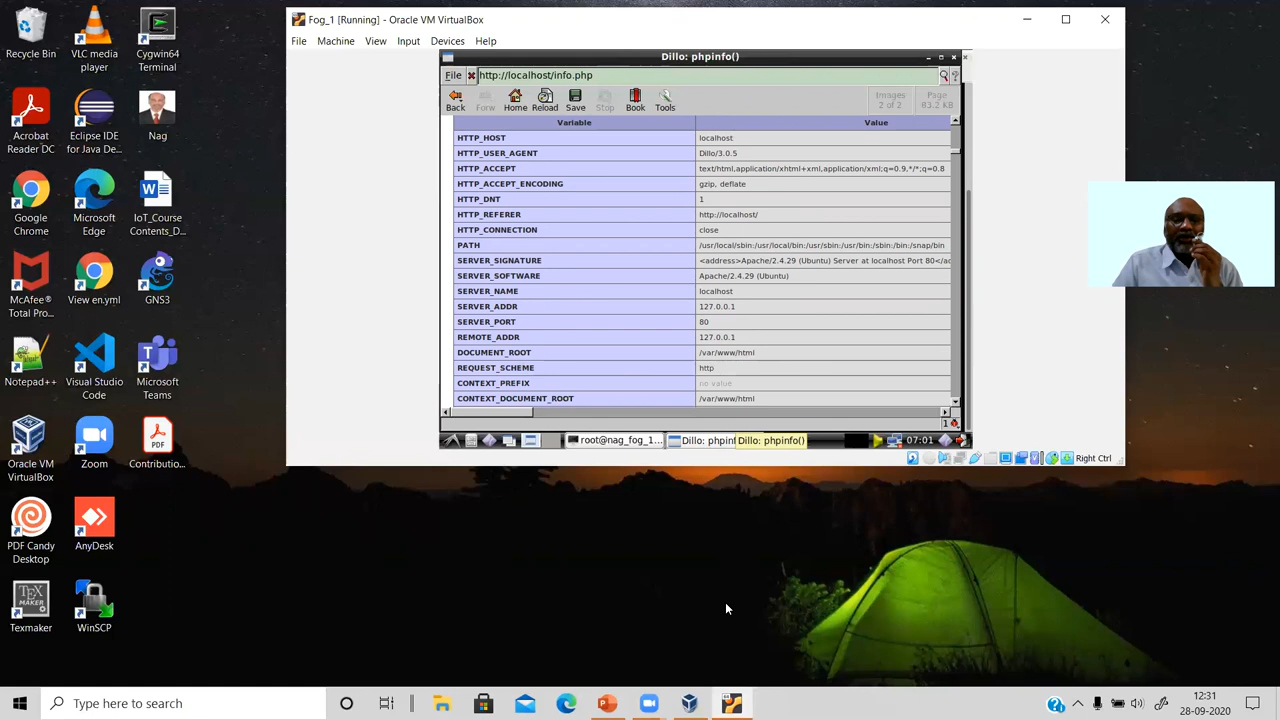 Fog_1 [Running] - Oracle VM VirtualBox
File Machine View Input Devices Help
Dillo: phpinfo()
File http://localhost/info.php
Back Forw Home Reload Save Stop Book Tools
Images
2 of 2
Page
83.2 KB
Variable Value
HTTP_HOST localhost
HTTP_USER_AGENT Dillo/3.0.5
HTTP_ACCEPT text/html,application/xhtml+xml,application/xml;q=0.9,*/*;q=0.8
HTTP_ACCEPT_ENCODING gzip, deflate
HTTP_DNT 1
HTTP_REFERER http://localhost/
HTTP_CONNECTION close
PATH /usr/local/sbin:/usr/local/bin:/usr/sbin:/usr/bin:/sbin:/bin:/snap/bin
SERVER_SIGNATURE <address>Apache/2.4.29 (Ubuntu) Server at localhost Port 80</ac
SERVER_SOFTWARE Apache/2.4.29 (Ubuntu)
SERVER_NAME localhost
SERVER_ADDR 127.0.0.1
SERVER_PORT 80
REMOTE_ADDR 127.0.0.1
DOCUMENT_ROOT /var/www/html
REQUEST_SCHEME http
CONTEXT_PREFIX no value
CONTEXT_DOCUMENT_ROOT /var/www/html
1
root@nag_fog_1... Dillo: phpinf Dillo: phpinfo() 07:01
Right Ctrl
Recycle Bin
VLC media
player
Cygwin64
Terminal
Acrobat
Reader DC
Eclipse IDE
for Java De...
Nag
Google
Chrome
Microsoft
Edge
IoT_Course
Contents_D...
McAfee®
Total Pro...
View en.yml
GNS3
Notepad++
Visual Studio
Code
Microsoft
Teams
Oracle VM
VirtualBox
Zoom
PDF
Contributio...
PDF Candy
Desktop
AnyDesk
TEX
MAKER
Texmaker
WinSCP
Type here to search
12:31
28-09-2020